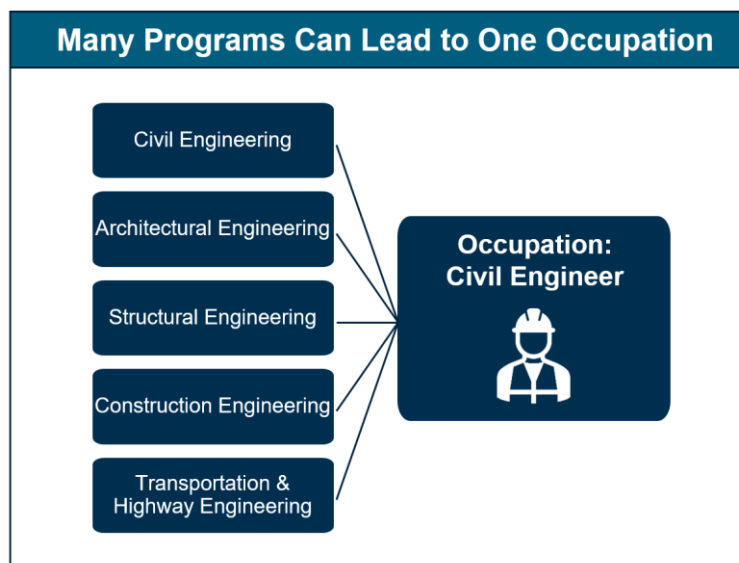 Many Programs Can Lead to One Occupation
Civil Engineering
Architectural Engineering
Structural Engineering
Construction Engineering
Transportation &
Highway Engineering
Occupation:
Civil Engineer